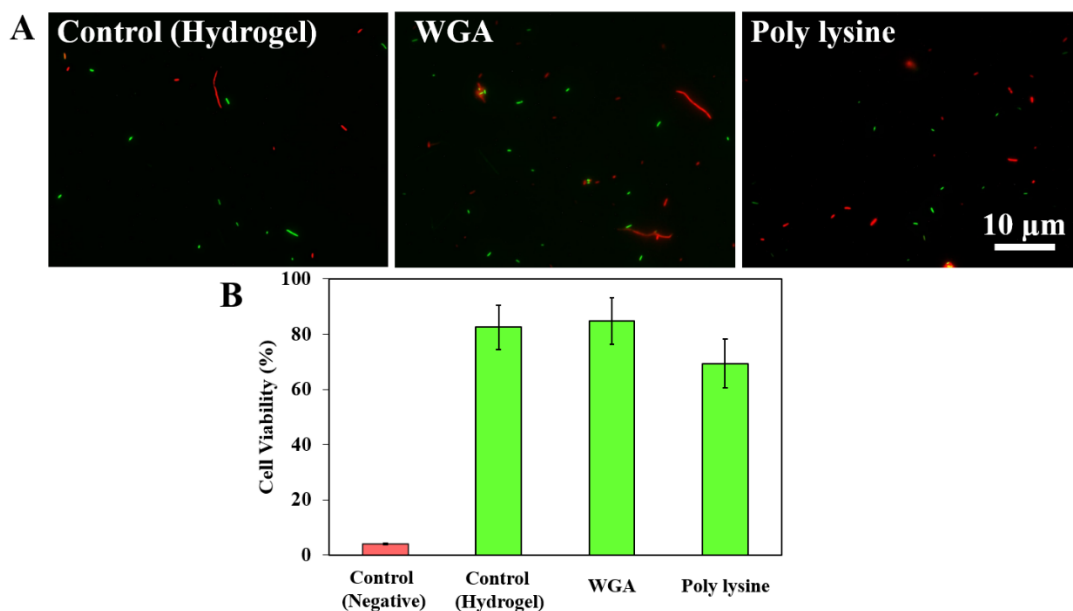 A
Control (Hydrogel)
WGA
Poly lysine
10 µm
B
Cell Viability (%)
100
80
60
40
20
0
Control
(Negative)
Control
(Hydrogel)
WGA
Poly lysine